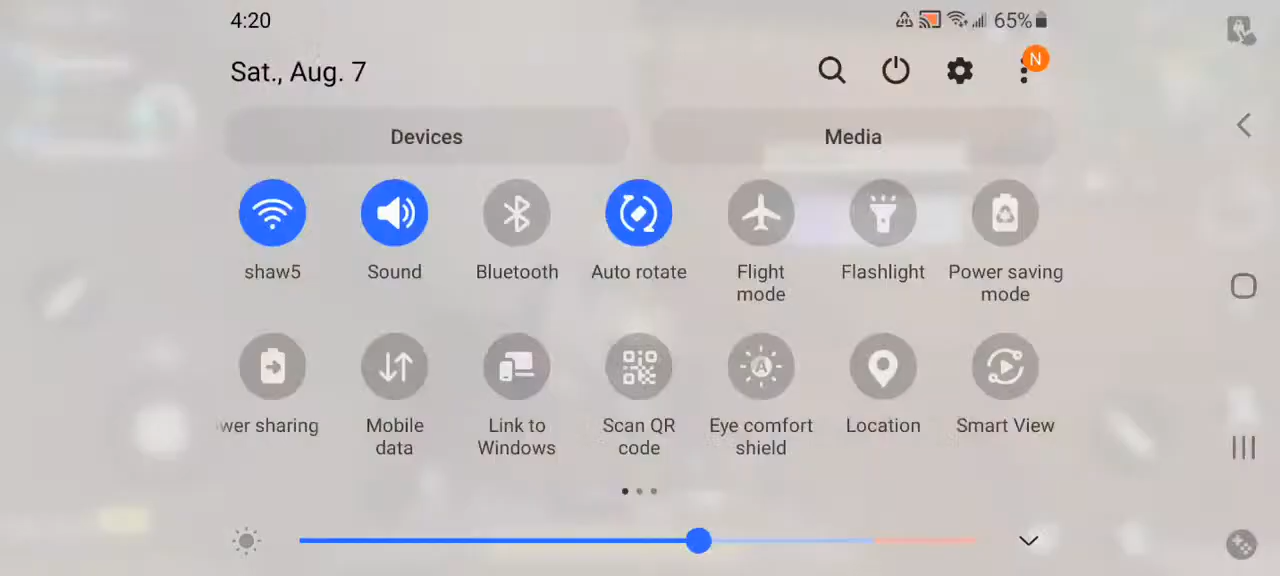 4:20
65%
Sat., Aug. 7
N
Devices
Media
shaw5
Sound
Bluetooth
Auto rotate
Flight
mode
Flashlight
Power saving
mode
wer sharing
Mobile
data
Link to
Windows
Scan QR
code
A
Eye comfort
shield
Location
Smart View